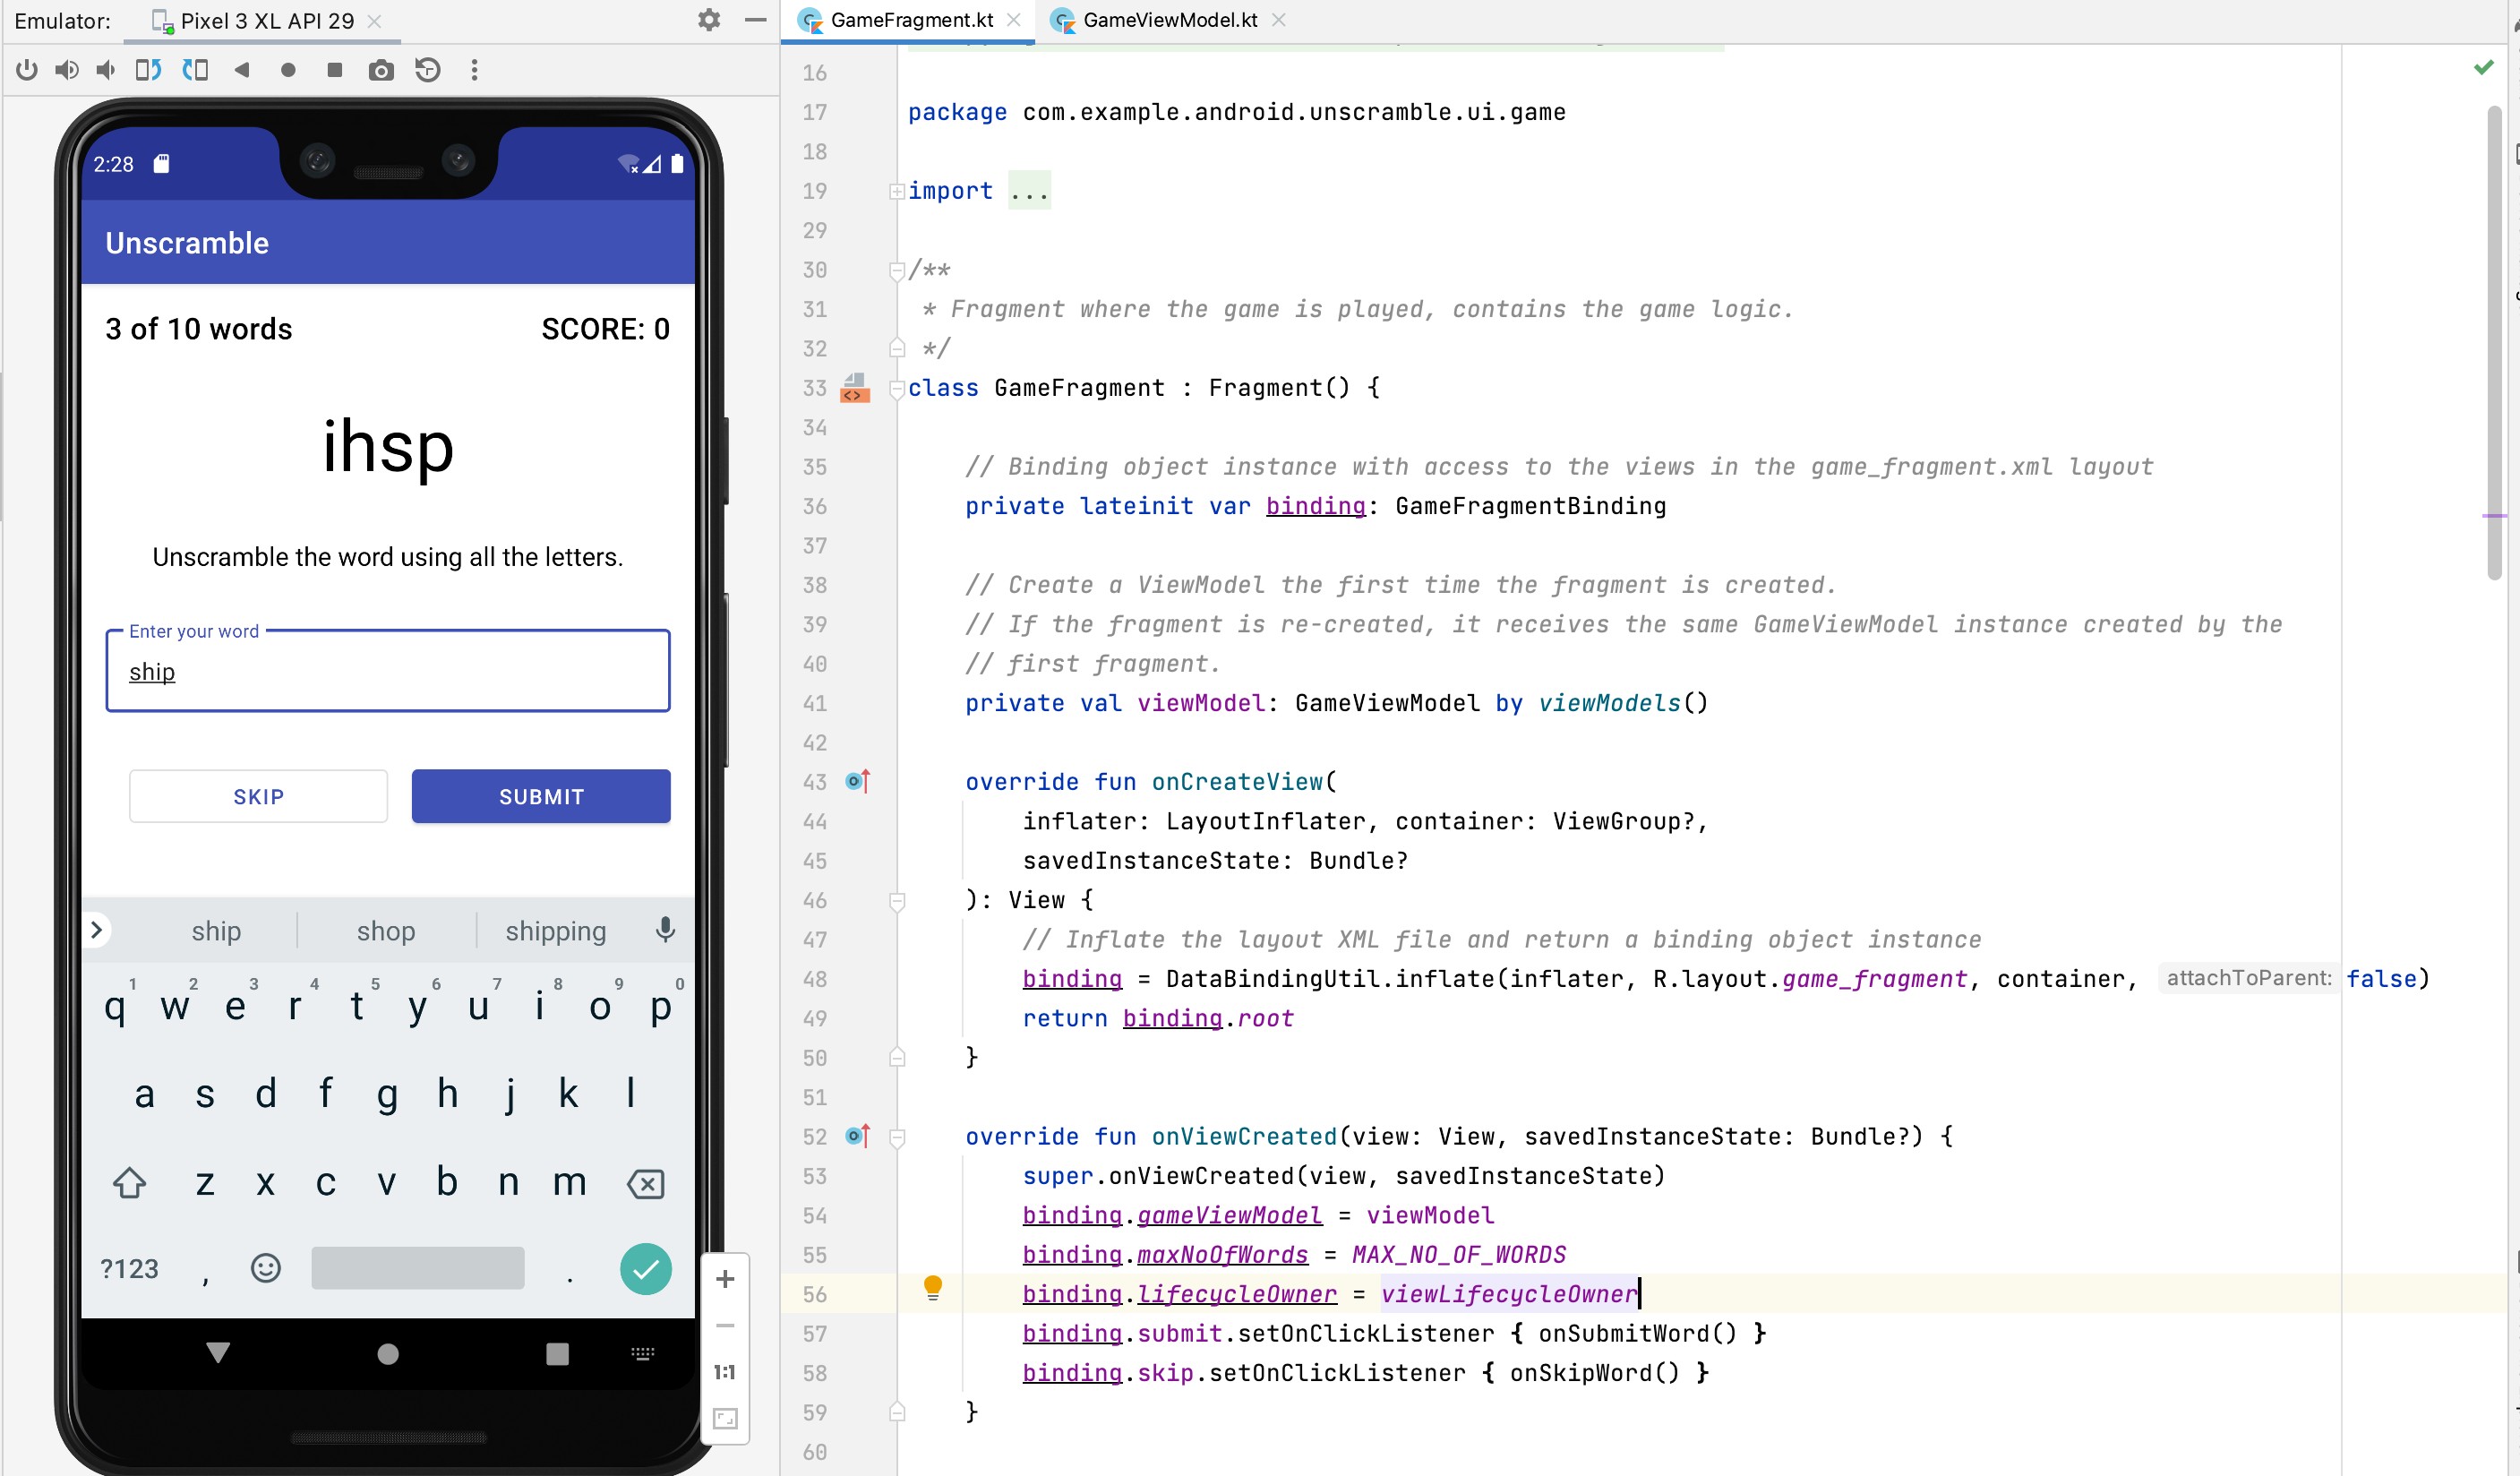 Emulator: Pixel 3 XL API 29
2:28
Unscramble
3 of 10 words SCORE: 0
ihsp
Unscramble the word using all the letters.
Enter your word
ship
SKIP SUBMIT
ship shop shipping
1 2 3 4 5 6 7 8 9 0
q w e r t y u i o p
a s d f g h j k l
z x c v b n m
?123 , .
1:1
GameFragment.kt GameViewModel.kt
16
17 package com.example.android.unscramble.ui.game
18
19 import ...
29
30 /**
31 * Fragment where the game is played, contains the game logic.
32 */
33 class GameFragment : Fragment() {
34
35 // Binding object instance with access to the views in the game_fragment.xml layout
36 private lateinit var binding: GameFragmentBinding
37
38 // Create a ViewModel the first time the fragment is created.
39 // If the fragment is re-created, it receives the same GameViewModel instance created by the
40 // first fragment.
41 private val viewModel: GameViewModel by viewModels()
42
43 override fun onCreateView(
44 inflater: LayoutInflater, container: ViewGroup?,
45 savedInstanceState: Bundle?
46 ): View {
47 // Inflate the layout XML file and return a binding object instance
48 binding = DataBindingUtil.inflate(inflater, R.layout.game_fragment, container, attachToParent: false)
49 return binding.root
50 }
51
52 override fun onViewCreated(view: View, savedInstanceState: Bundle?) {
53 super.onViewCreated(view, savedInstanceState)
54 binding.gameViewModel = viewModel
55 binding.maxNoOfWords = MAX_NO_OF_WORDS
56 binding.lifecycleOwner = viewLifecycleOwner
57 binding.submit.setOnClickListener { onSubmitWord() }
58 binding.skip.setOnClickListener { onSkipWord() }
59 }
60